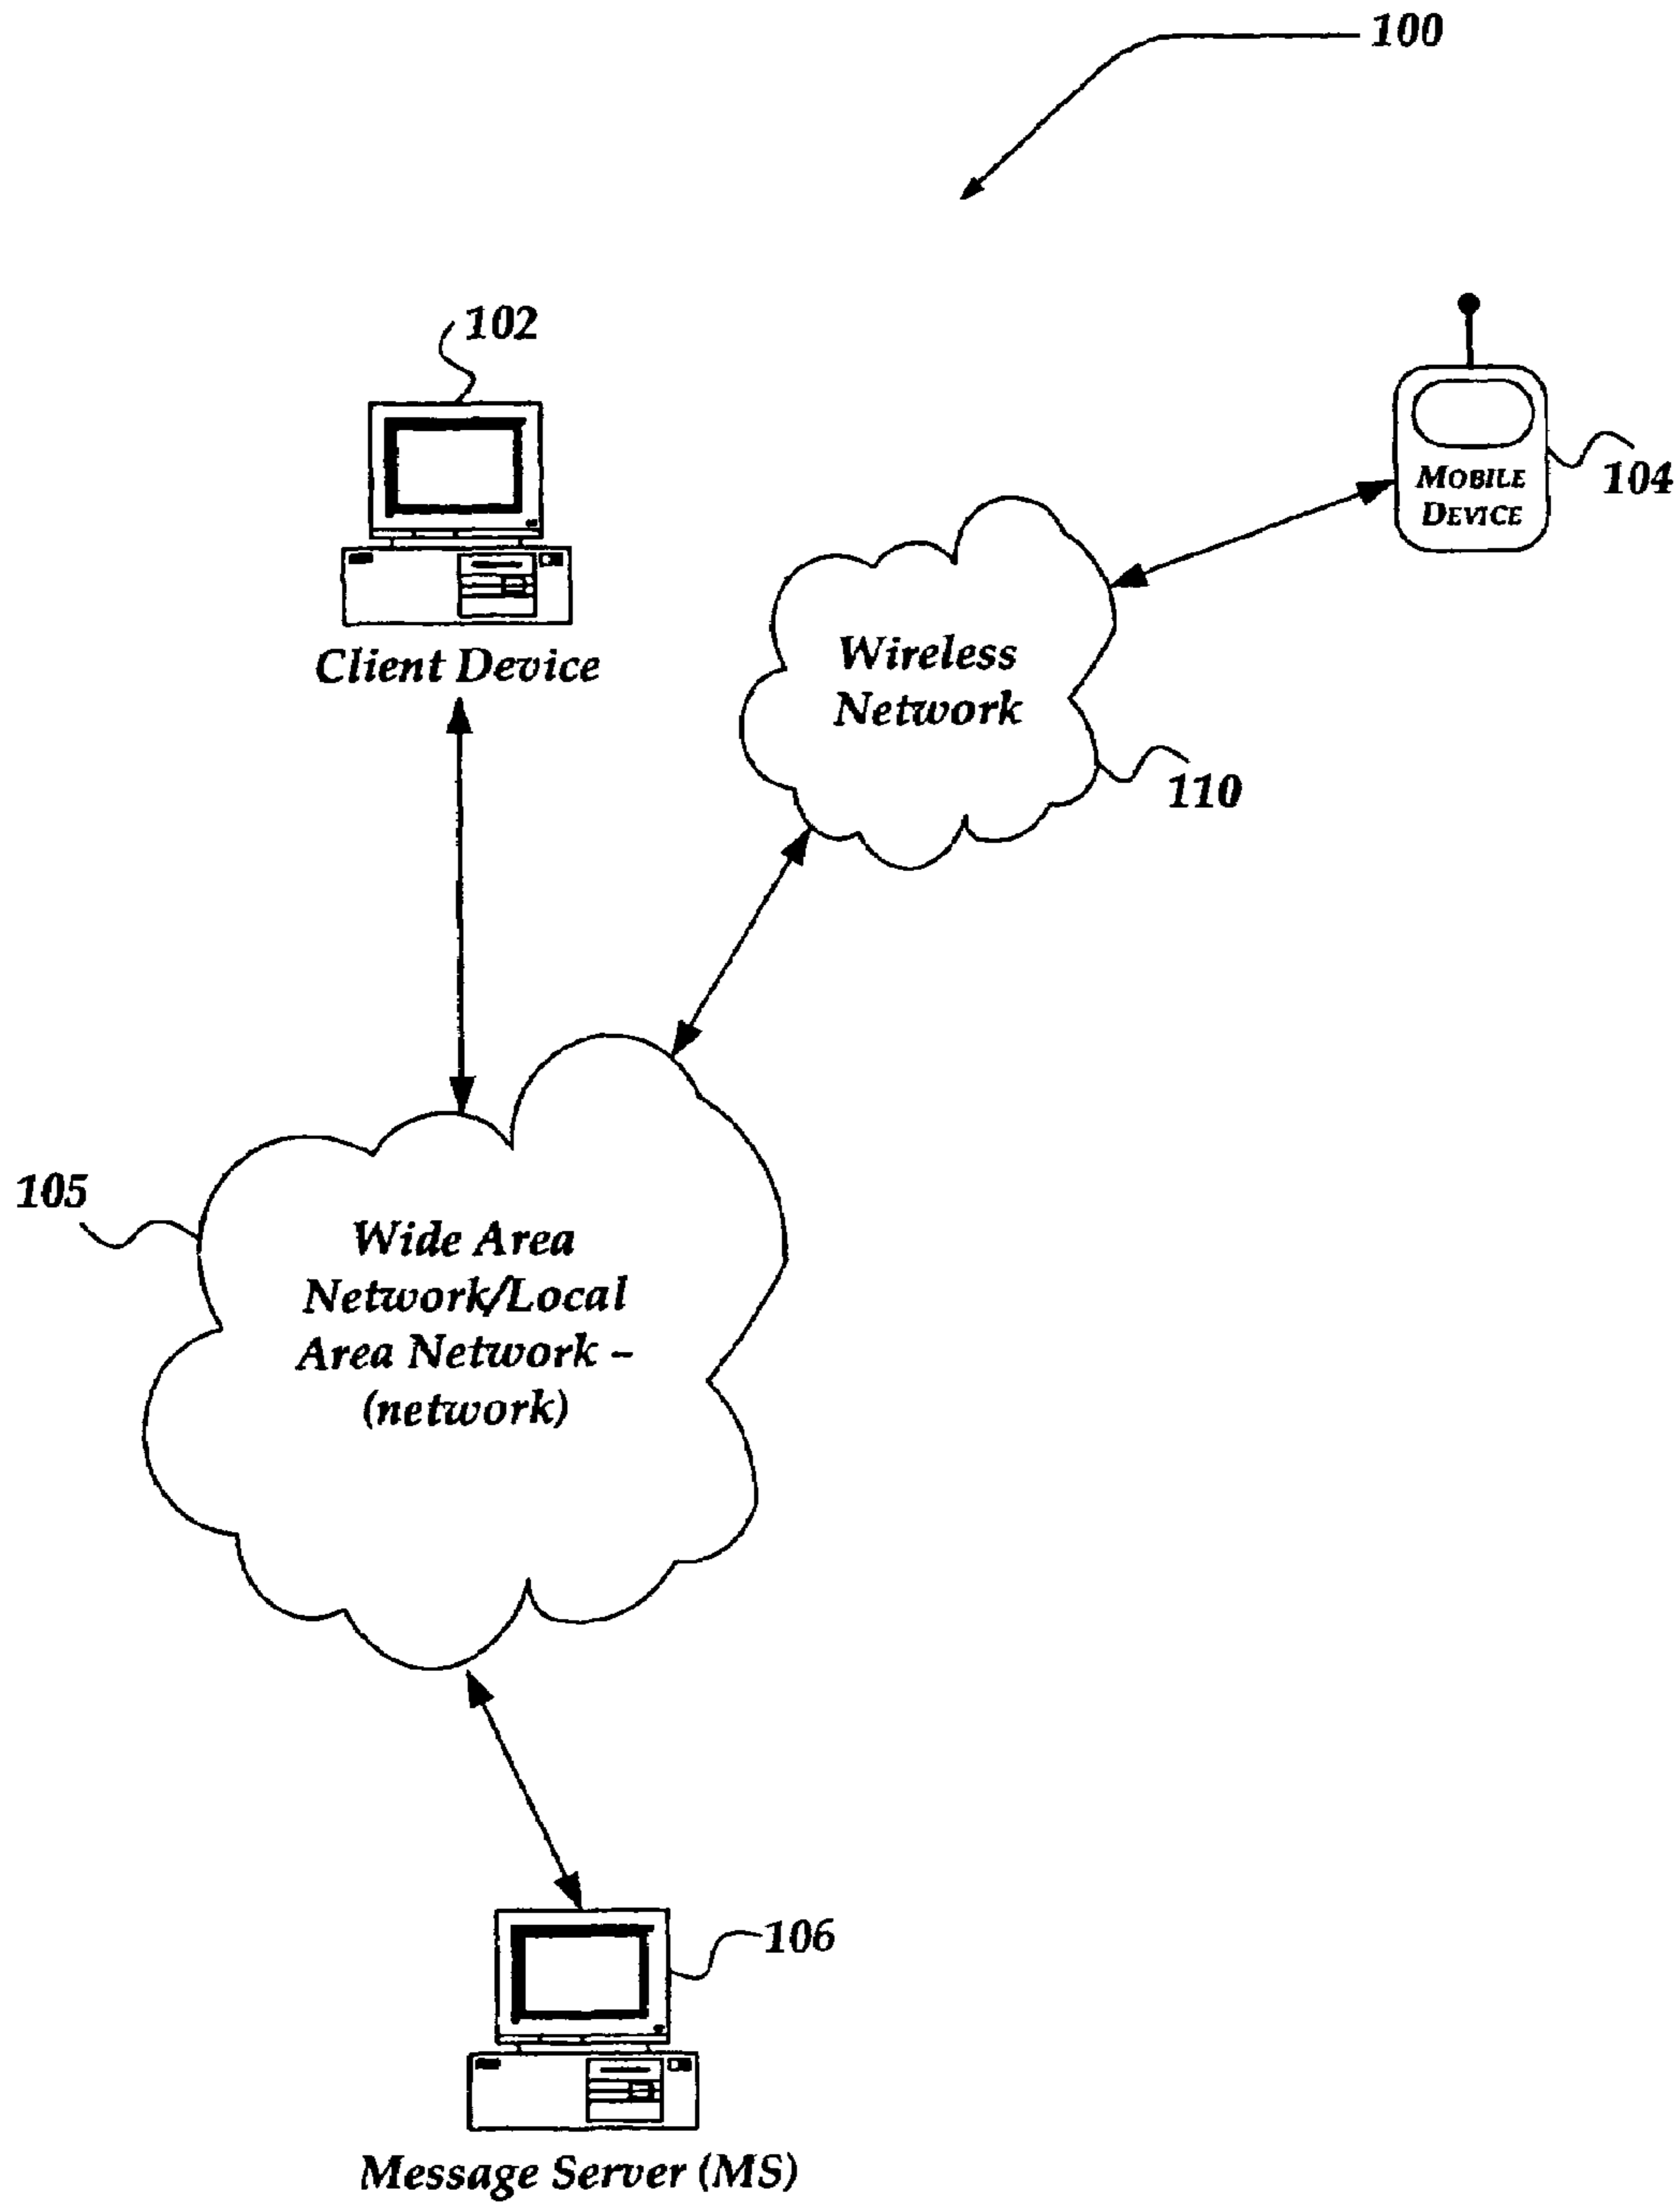 100
102
MOBILE
DEVICE
104
Client Device
Wireless
Network
110
105
Wide Area
Network/Local
Area Network –
(network)
106
Message Server (MS)